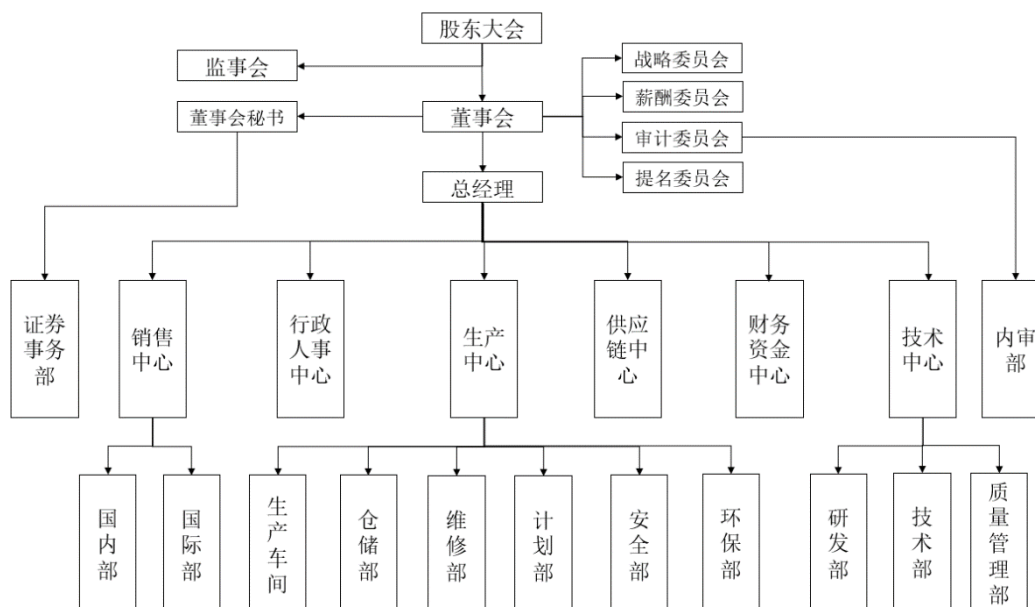 股东大会
监事会
战略委员会
薪酬委员会
董事会秘书
董事会
审计委员会
提名委员会
总经理
证券
事务
部
销售
中心
行政
人事
中心
生产
中心
供应
链中
心
财务
资金
中心
技术
中心
内审
部
国内部
国际部
生产车间
仓储部
维修部
计划部
安全部
环保部
研发部
技术部
质量管理部